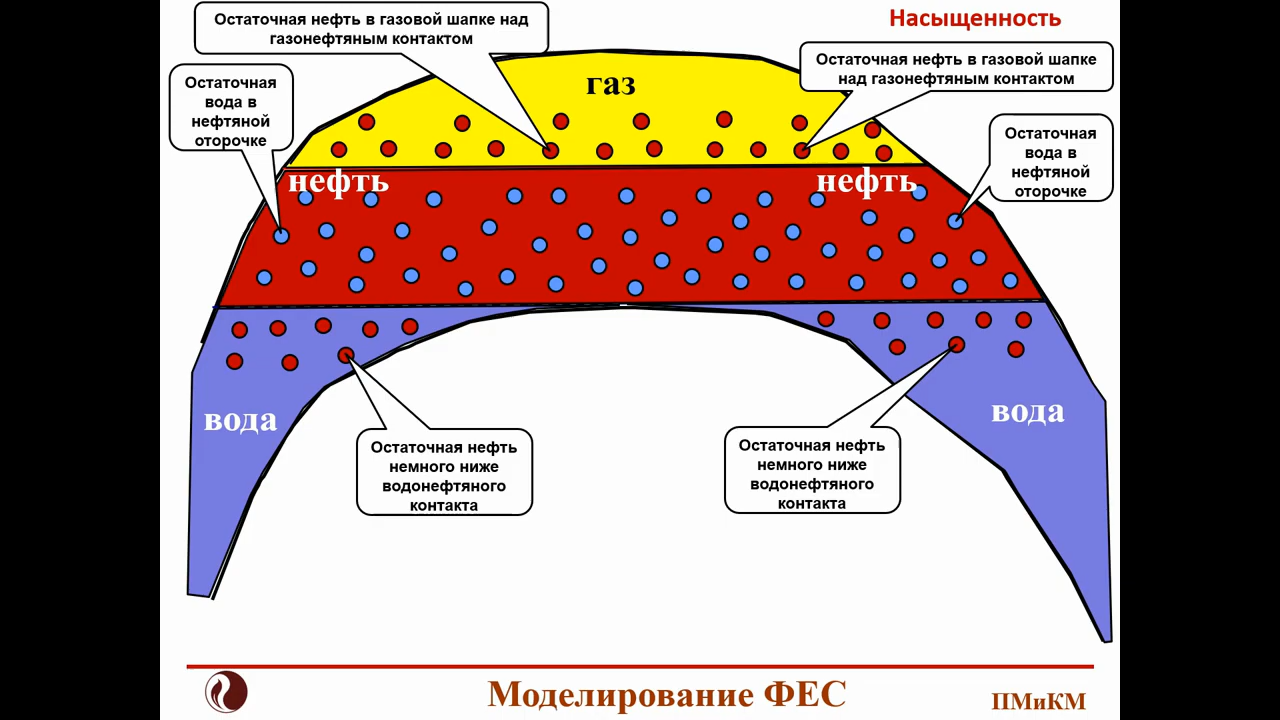 Насыщенность
Остаточная нефть в газовой шапке над
газонефтяным контактом
Остаточная нефть в газовой шапке
над газонефтяным контактом
Остаточная
вода в
нефтяной
оторочке
газ
Остаточная
вода в
нефтяной
оторочке
нефть
нефть
вода
вода
Остаточная нефть
немного ниже
водонефтяного
контакта
Остаточная нефть
немного ниже
водонефтяного
контакта
Моделирование ФЕС
ПМиКМ